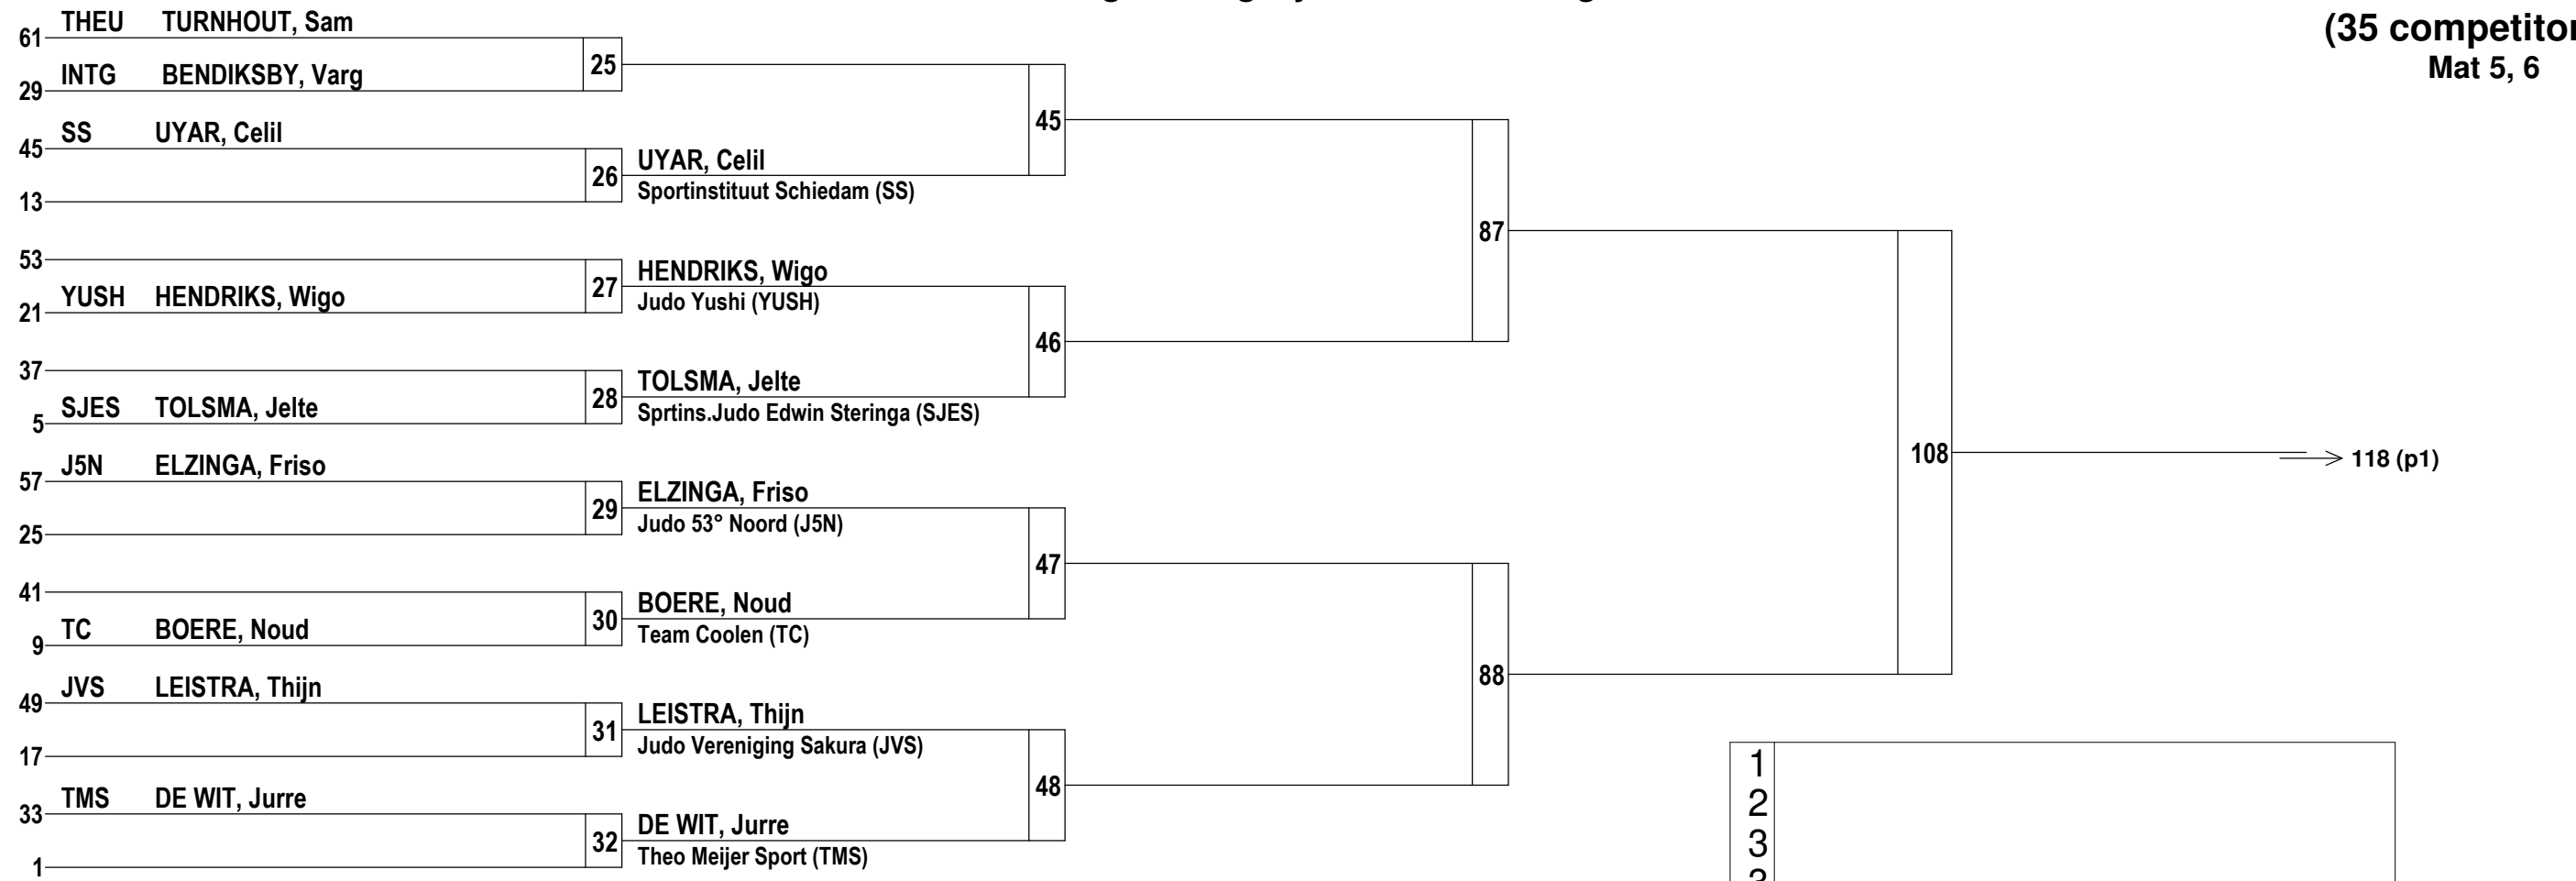 (35 competitor
Mat 5, 6
61 THEU TURNHOUT, Sam
25
29 INTG BENDIKSBY, Varg
45
45 SS UYAR, Celil
26 UYAR, Celil
Sportinstituut Schiedam (SS)
13
87
53
27 HENDRIKS, Wigo
Judo Yushi (YUSH)
21 YUSH HENDRIKS, Wigo
46
37
28 TOLSMA, Jelte
Sprtins.Judo Edwin Steringa (SJES)
5 SJES TOLSMA, Jelte
108
118 (p1)
57 J5N ELZINGA, Friso
29 ELZINGA, Friso
Judo 53° Noord (J5N)
25
47
41
30 BOERE, Noud
Team Coolen (TC)
9 TC BOERE, Noud
88
49 JVS LEISTRA, Thijn
31 LEISTRA, Thijn
Judo Vereniging Sakura (JVS)
17
48
33 TMS DE WIT, Jurre
32 DE WIT, Jurre
Theo Meijer Sport (TMS)
1
1
2
3
3